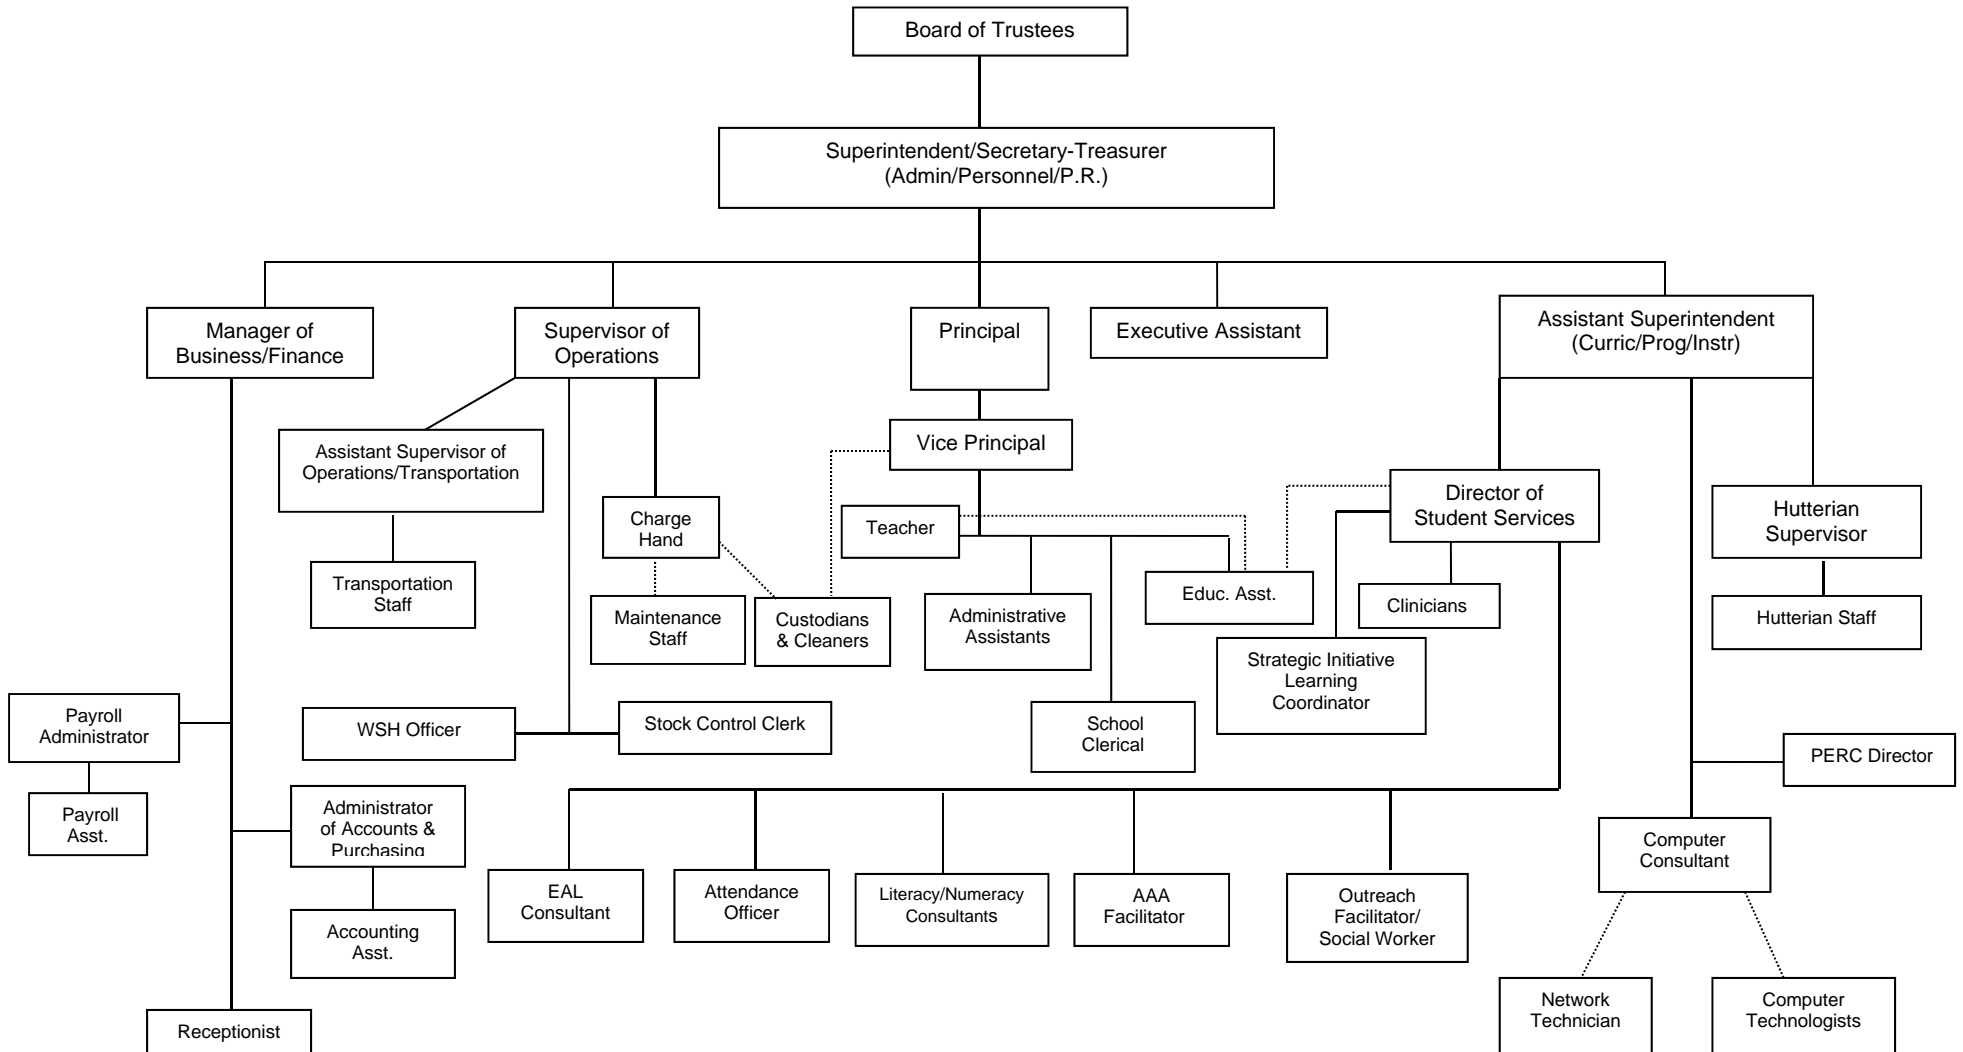 Board of Trustees
Superintendent/Secretary-Treasurer
(Admin/Personnel/P.R.)
Manager of
Business/Finance
Supervisor of
Operations
Principal
Executive Assistant
Assistant Superintendent
(Curric/Prog/Instr)
Assistant Supervisor of
Operations/Transportation
Vice Principal
Charge
Hand
Teacher
Director of
Student Services
Hutterian
Supervisor
Transportation
Staff
Maintenance
Staff
Custodians
& Cleaners
Administrative
Assistants
Educ. Asst.
Clinicians
Hutterian Staff
Strategic Initiative
Learning
Coordinator
Payroll
Administrator
WSH Officer
Stock Control Clerk
School
Clerical
PERC Director
Payroll
Asst.
Administrator
of Accounts &
Purchasing
Computer
Consultant
EAL
Consultant
Attendance
Officer
Literacy/Numeracy
Consultants
AAA
Facilitator
Outreach
Facilitator/
Social Worker
Accounting
Asst.
Receptionist
Network
Technician
Computer
Technologists